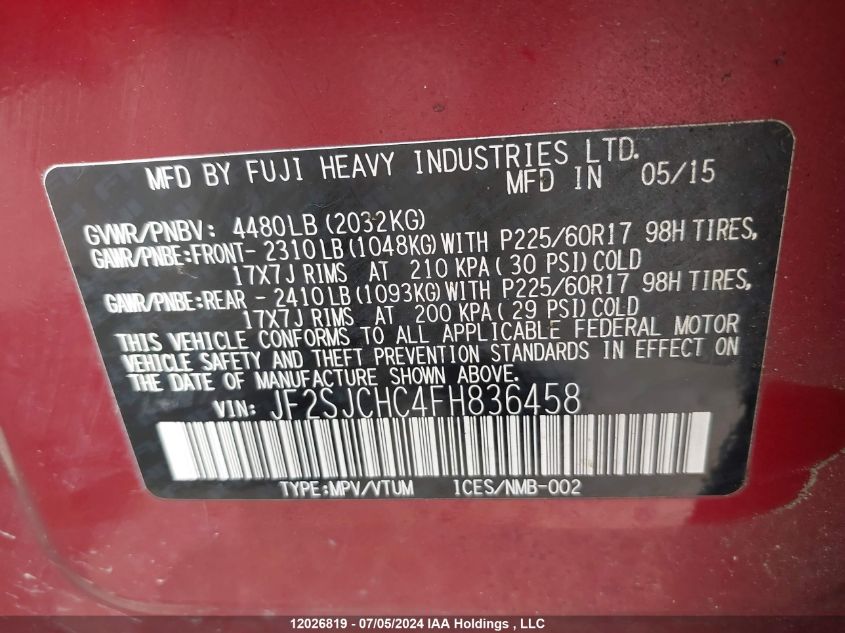 MFD BY FUJI HEAVY INDUSTRIES LTD.
MFD IN 05/15
GVWR/PNBV: 4480LB (2032KG)
GAWR/PNBE:FRONT- 2310LB(1048KG)WITH P225/60R17 98H TIRES,
17X7J RIMS AT 210 KPA( 30 PSI)COLD
GAWR/PNBE:REAR - 2410LB(1093KG)WITH P225/60R17 98H TIRES,
17X7J RIMS AT 200 KPA( 29 PSI)COLD
THIS VEHICLE CONFORMS TO ALL APPLICABLE FEDERAL MOTOR
VEHICLE SAFETY AND THEFT PREVENTION STANDARDS IN EFFECT ON
THE DATE OF MANUFACTURE SHOWN ABOVE.
VIN: JF2SJCHC4FH836458
TYPE:MPV/VTUM ICES/NMB-002
12026819 - 07/05/2024 IAA Holdings , LLC